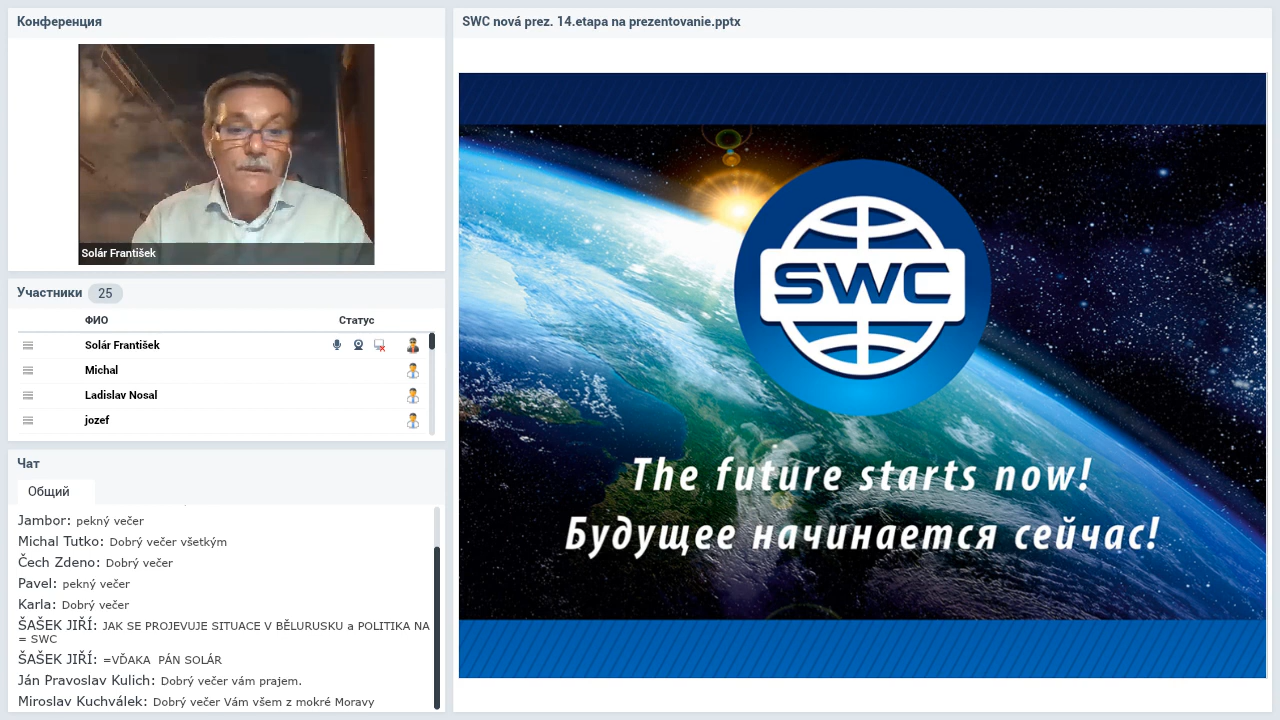 Конференция
Solár František
Участники 25
ФИО Статус
Solár František
Michal
Ladislav Nosal
jozef
Чат
Общий
Jambor: pekný večer
Michal Tutko: Dobrý večer všetkým
Čech Zdeno: Dobrý večer
Pavel: pekný večer
Karla: Dobrý večer
ŠAŠEK JIŘÍ: JAK SE PROJEVUJE SITUACE V BĚLURUSKU a POLITIKA NA
= SWC
ŠAŠEK JIŘÍ: =VĎAKA PÁN SOLÁR
Ján Pravoslav Kulich: Dobrý večer vám prajem.
Miroslav Kuchválek: Dobrý večer Vám všem z mokré Moravy
SWC nová prez. 14.etapa na prezentovanie.pptx
SWC
The future starts now!
Будущее начинается сейчас!